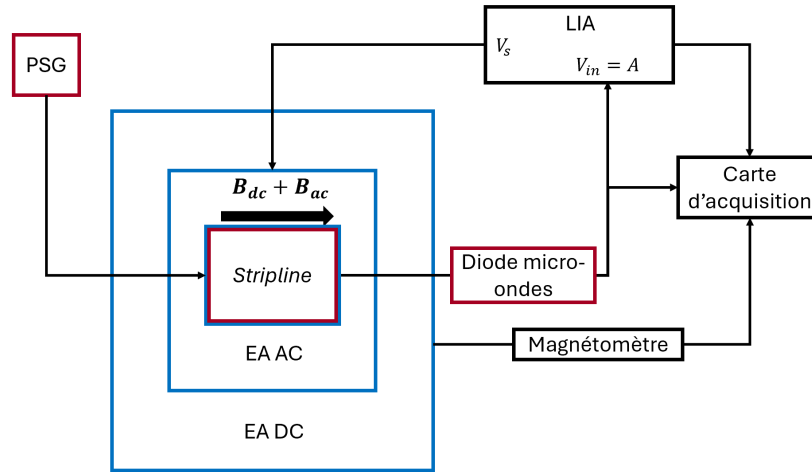 PSG
LIA
V_s
V_in = A
B_dc + B_ac
Stripline
EA AC
EA DC
Diode micro-
ondes
Magnétomètre
Carte
d'acquisition